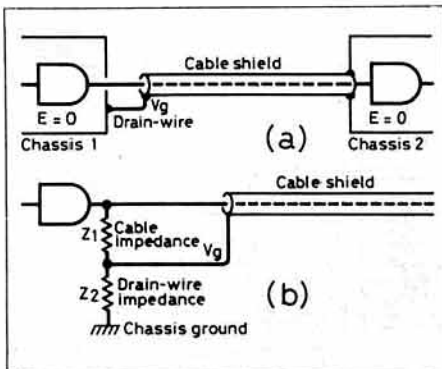 Cable shield
Vg
E = 0
Drain-wire
(a)
E = 0
Chassis 1
Chassis 2
Cable shield
Z1
Cable
impedance
Vg
Z2
Drain-wire
impedance
(b)
Chassis ground